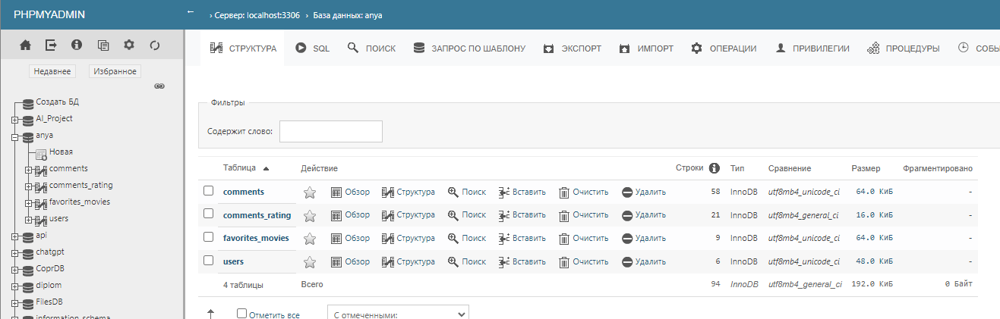 PHPMYADMIN
← › Сервер: localhost:3306 › База данных: anya
СТРУКТУРА SQL ПОИСК ЗАПРОС ПО ШАБЛОНУ ЭКСПОРТ ИМПОРТ ОПЕРАЦИИ ПРИВИЛЕГИИ ПРОЦЕДУРЫ СОБЫ
Недавнее Избранное
Создать БД
AI_Project
anya
Новая
comments
comments_rating
favorites_movies
users
api
chatgpt
CoprDB
diplom
FilesDB
information_schema
Фильтры
Содержит слово:
Таблица Действие Строки Тип Сравнение Размер Фрагментировано
comments Обзор Структура Поиск Вставить Очистить Удалить 58 InnoDB utf8mb4_unicode_ci 64.0 КиБ -
comments_rating Обзор Структура Поиск Вставить Очистить Удалить 21 InnoDB utf8mb4_general_ci 16.0 КиБ -
favorites_movies Обзор Структура Поиск Вставить Очистить Удалить 9 InnoDB utf8mb4_unicode_ci 64.0 КиБ -
users Обзор Структура Поиск Вставить Очистить Удалить 6 InnoDB utf8mb4_unicode_ci 48.0 КиБ -
4 таблицы Всего 94 InnoDB utf8mb4_general_ci 192.0 КиБ 0 Байт
Отметить все С отмеченными: